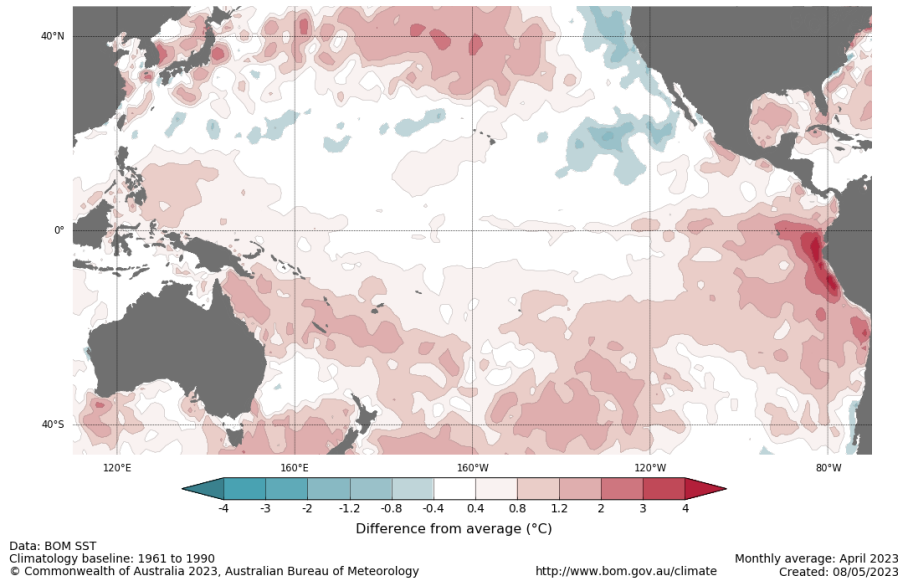 40°N
0°
40°S
120°E 160°E 160°W 120°W 80°W
-4 -3 -2 -1.2 -0.8 -0.4 0.4 0.8 1.2 2 3 4
Difference from average (°C)
Data: BOM SST
Climatology baseline: 1961 to 1990
© Commonwealth of Australia 2023, Australian Bureau of Meteorology
http://www.bom.gov.au/climate
Monthly average: April 2023
Created: 08/05/2023